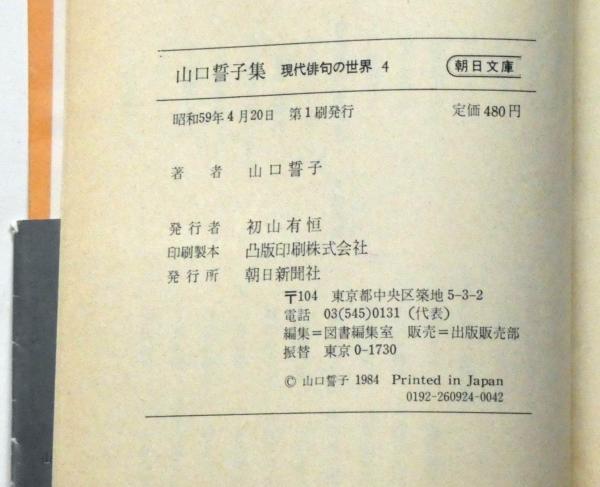 山口誓子集 現代俳句の世界 4 朝日文庫
昭和59年4月20日 第1刷発行 定価480円
著者 山口誓子
発行者 初山有恒
印刷製本 凸版印刷株式会社
発行所 朝日新聞社
〒104 東京都中央区築地5-3-2
電話 03(545)0131(代表)
編集=図書編集室 販売=出版販売部
振替 東京0-1730
© 山口誓子 1984 Printed in Japan
0192-260924-0042